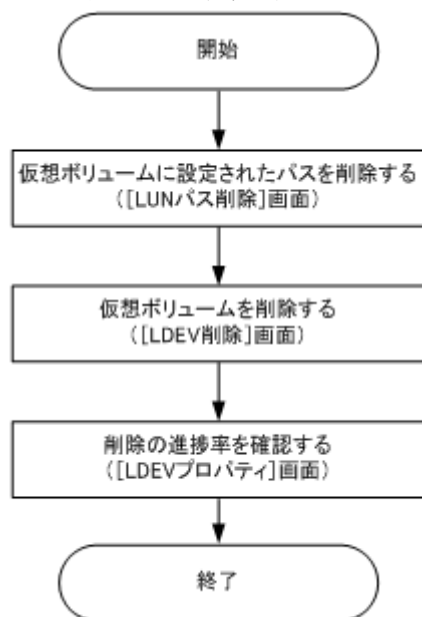 開始
仮想ボリュームに設定されたパスを削除する
([LUNパス削除]画面)
仮想ボリュームを削除する
([LDEV削除]画面)
削除の進捗率を確認する
([LDEVプロパティ]画面)
終了